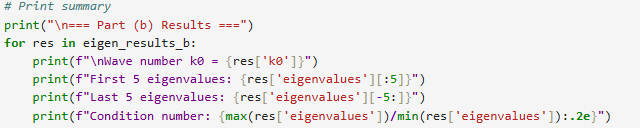 # Print summary
print("\n=== Part (b) Results ===")
for res in eigen_results_b:
    print(f"\nWave number k0 = {res['k0']}")
    print(f"First 5 eigenvalues: {res['eigenvalues'][:5]}")
    print(f"Last 5 eigenvalues: {res['eigenvalues'][-5:]}")
    print(f"Condition number: {max(res['eigenvalues'])/min(res['eigenvalues']):.2e}")